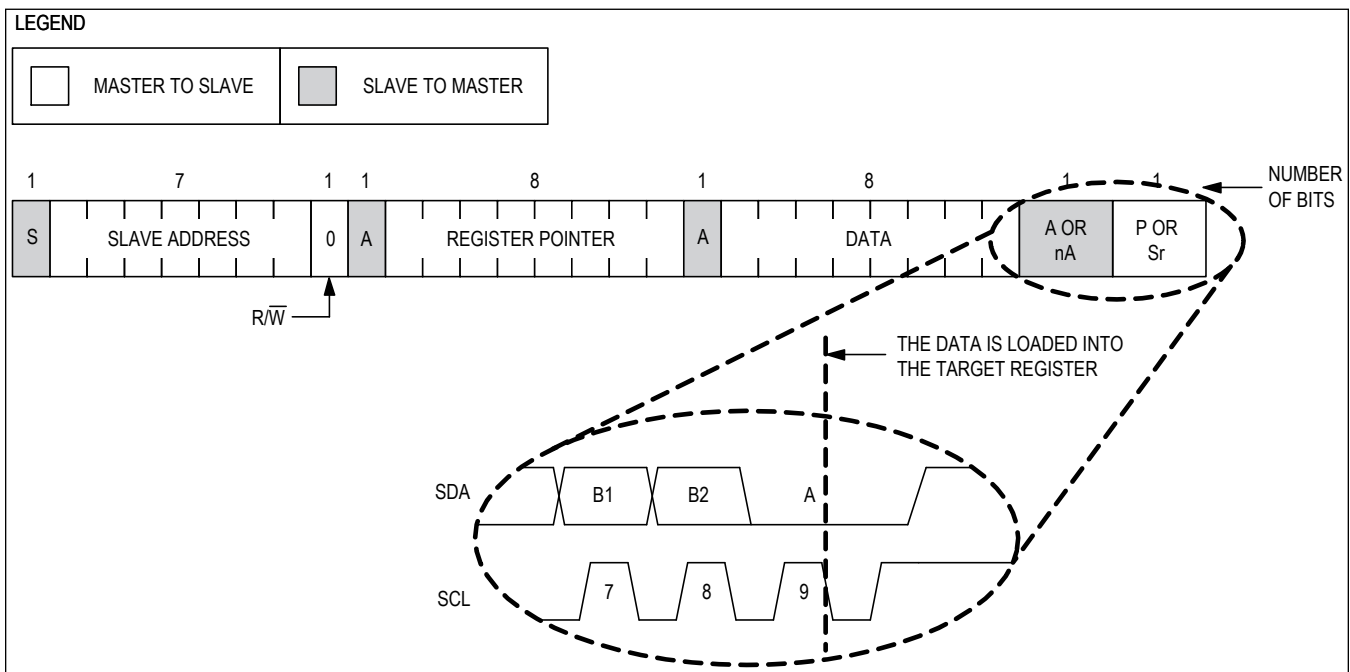 LEGEND
MASTER TO SLAVE
SLAVE TO MASTER
1 7 1 1 8 1 8 1 1
NUMBER
OF BITS
S SLAVE ADDRESS 0 A REGISTER POINTER A DATA A OR nA P OR Sr
R/W̅
THE DATA IS LOADED INTO
THE TARGET REGISTER
SDA B1 B2 A
SCL 7 8 9